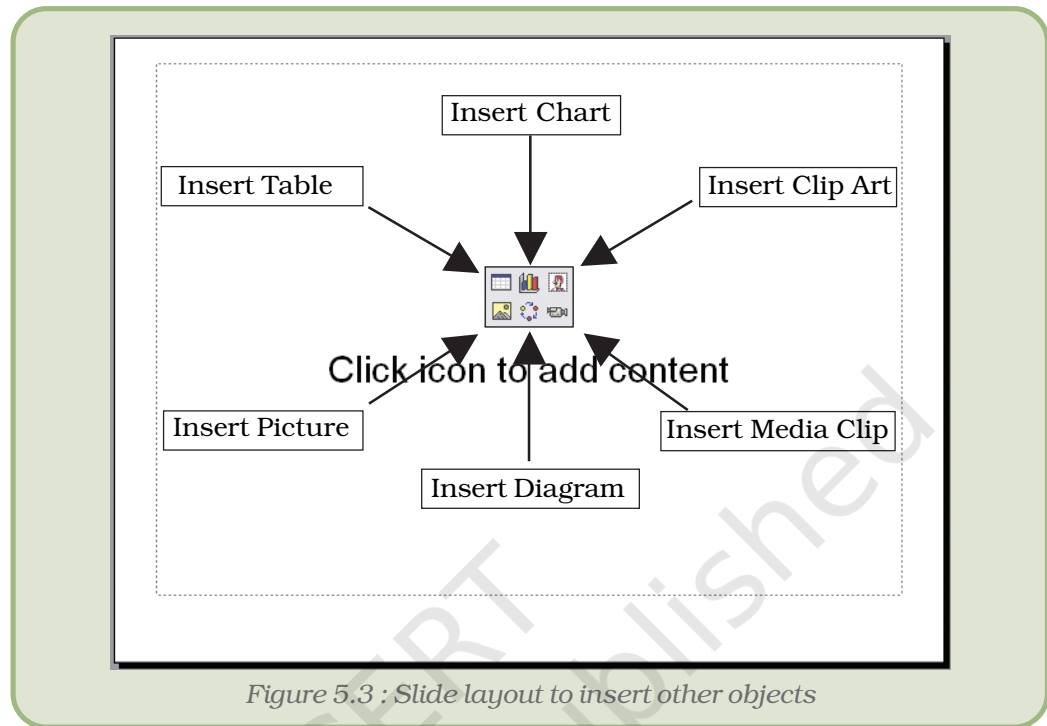 Insert Chart
Insert Table
Insert Clip Art
Click icon to add content
Insert Picture
Insert Media Clip
Insert Diagram
Figure 5.3 : Slide layout to insert other objects